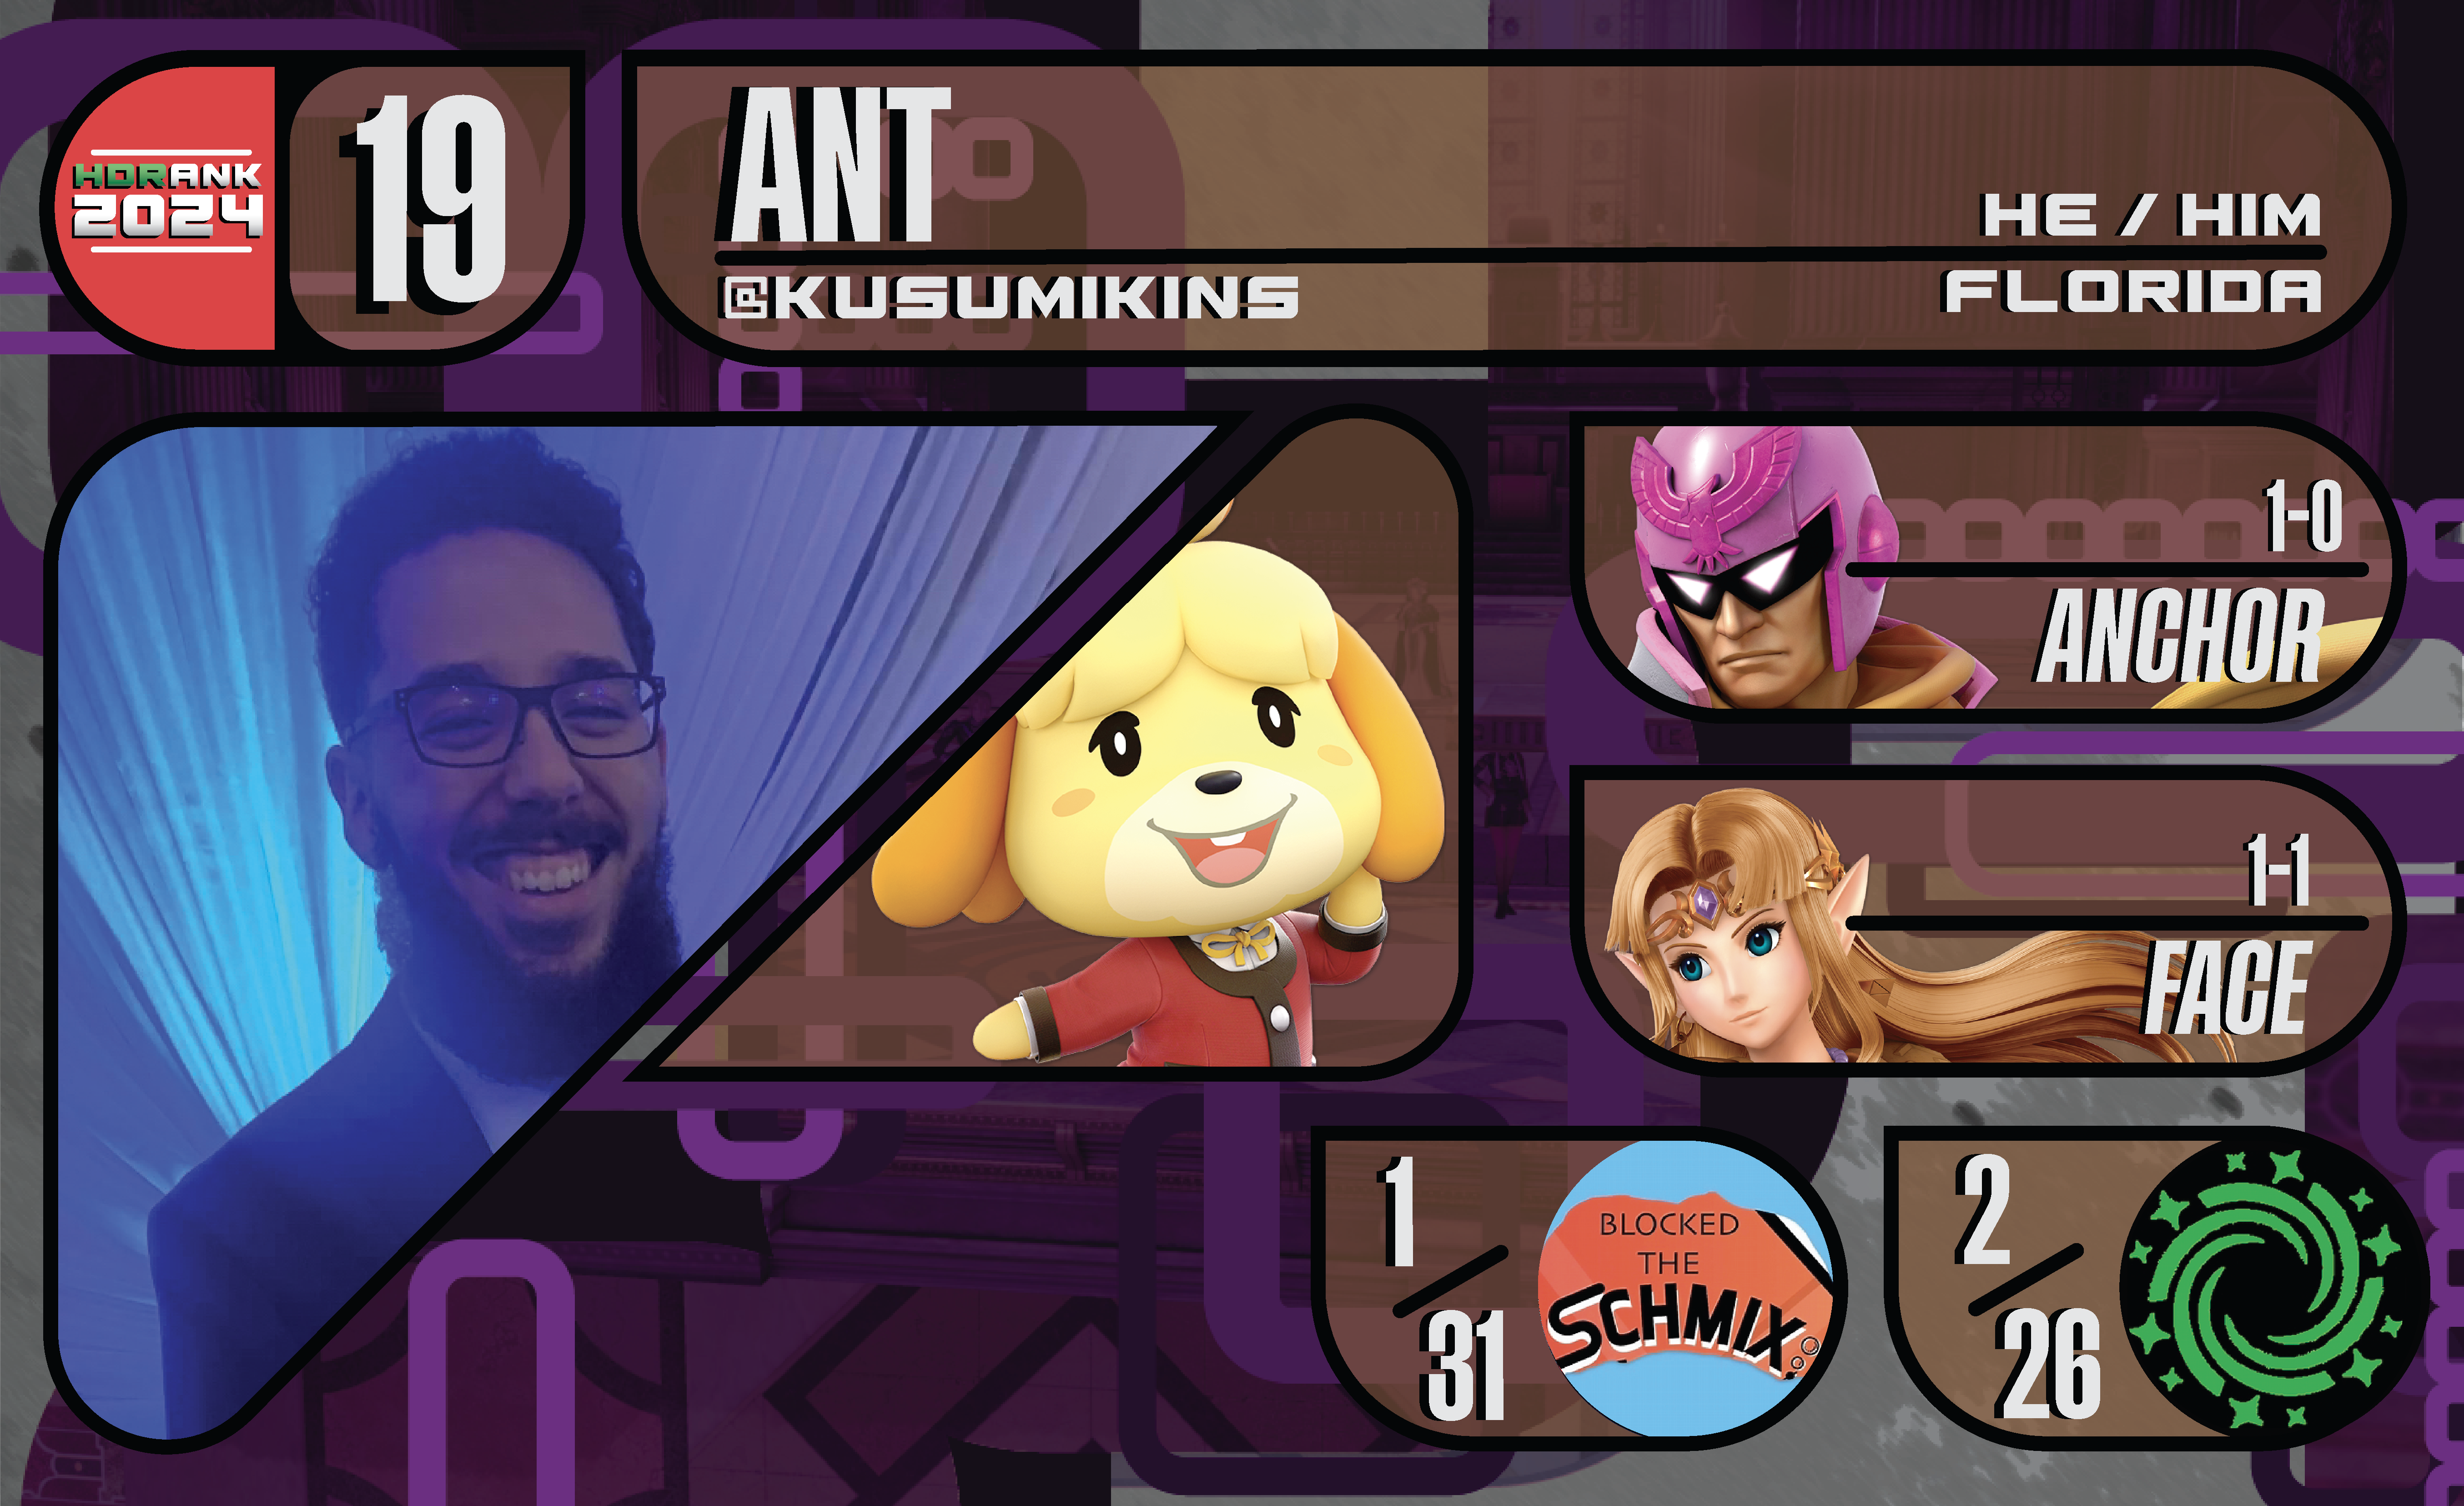 HDRANK
2024
19
ANT
@KUSUMIKINS
HE / HIM
FLORIDA
1-0
ANCHOR
1-1
FACE
1
31
BLOCKED
THE
SCHMIX
2
26